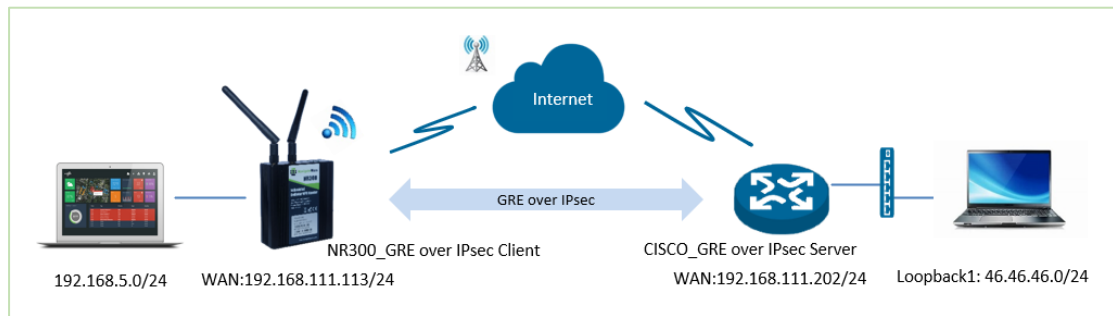 Internet
GRE over IPsec
NR300_GRE over IPsec Client
CISCO_GRE over IPsec Server
192.168.5.0/24
WAN:192.168.111.113/24
WAN:192.168.111.202/24
Loopback1: 46.46.46.0/24